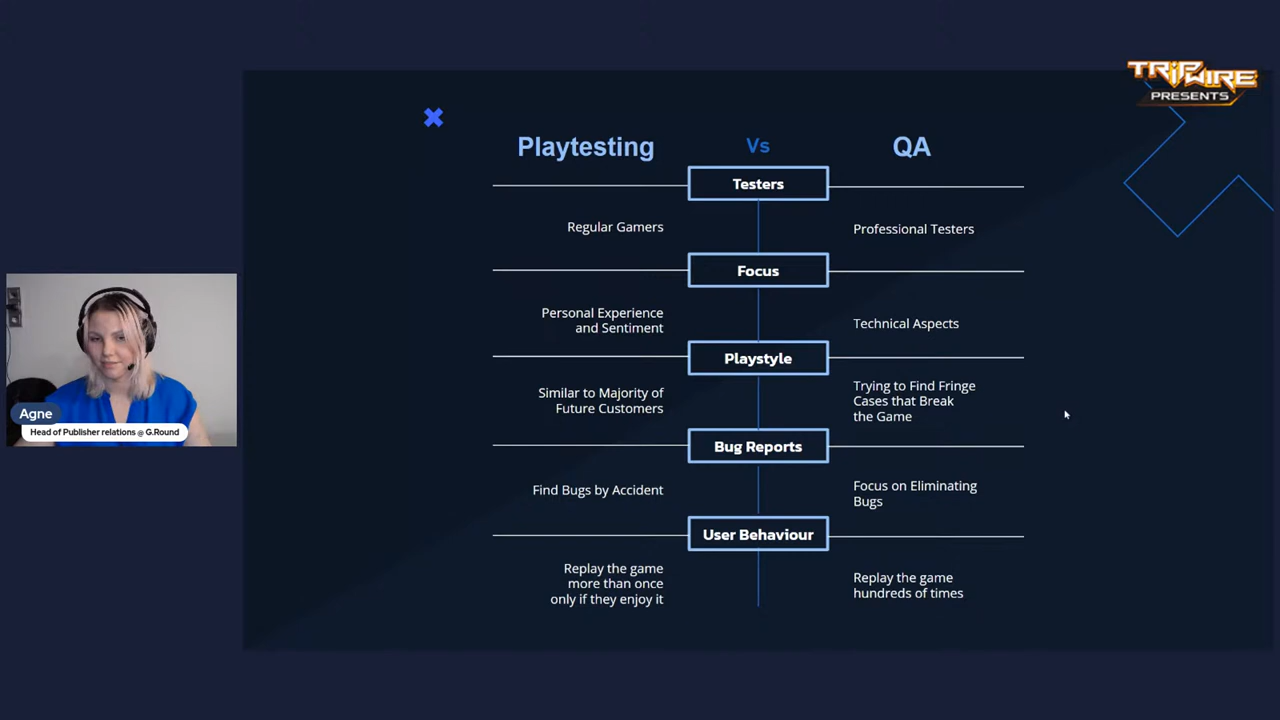 TRIPWIRE
PRESENTS
Playtesting
Vs
QA
Testers
Regular Gamers
Professional Testers
Focus
Personal Experience
and Sentiment
Technical Aspects
Playstyle
Similar to Majority of
Future Customers
Trying to Find Fringe
Cases that Break
the Game
Bug Reports
Find Bugs by Accident
Focus on Eliminating
Bugs
User Behaviour
Replay the game
more than once
only if they enjoy it
Replay the game
hundreds of times
Agne
Head of Publisher relations @ G.Round